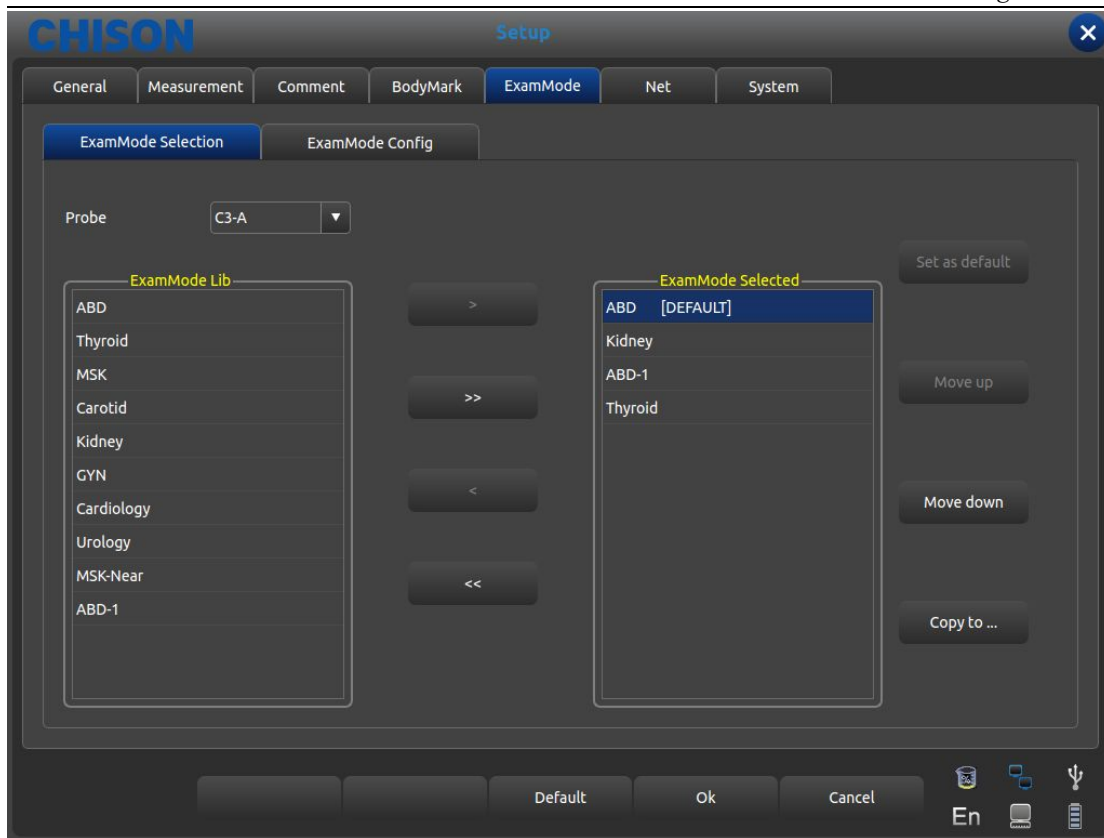 CHISON
Setup
General Measurement Comment BodyMark ExamMode Net System
ExamMode Selection ExamMode Config
Probe C3-A
Set as default
ExamMode Lib
ABD
Thyroid
MSK
Carotid
Kidney
GYN
Cardiology
Urology
MSK-Near
ABD-1
>
>>
<
<<
ExamMode Selected
ABD [DEFAULT]
Kidney
ABD-1
Thyroid
Move up
Move down
Copy to ...
Default Ok Cancel
En